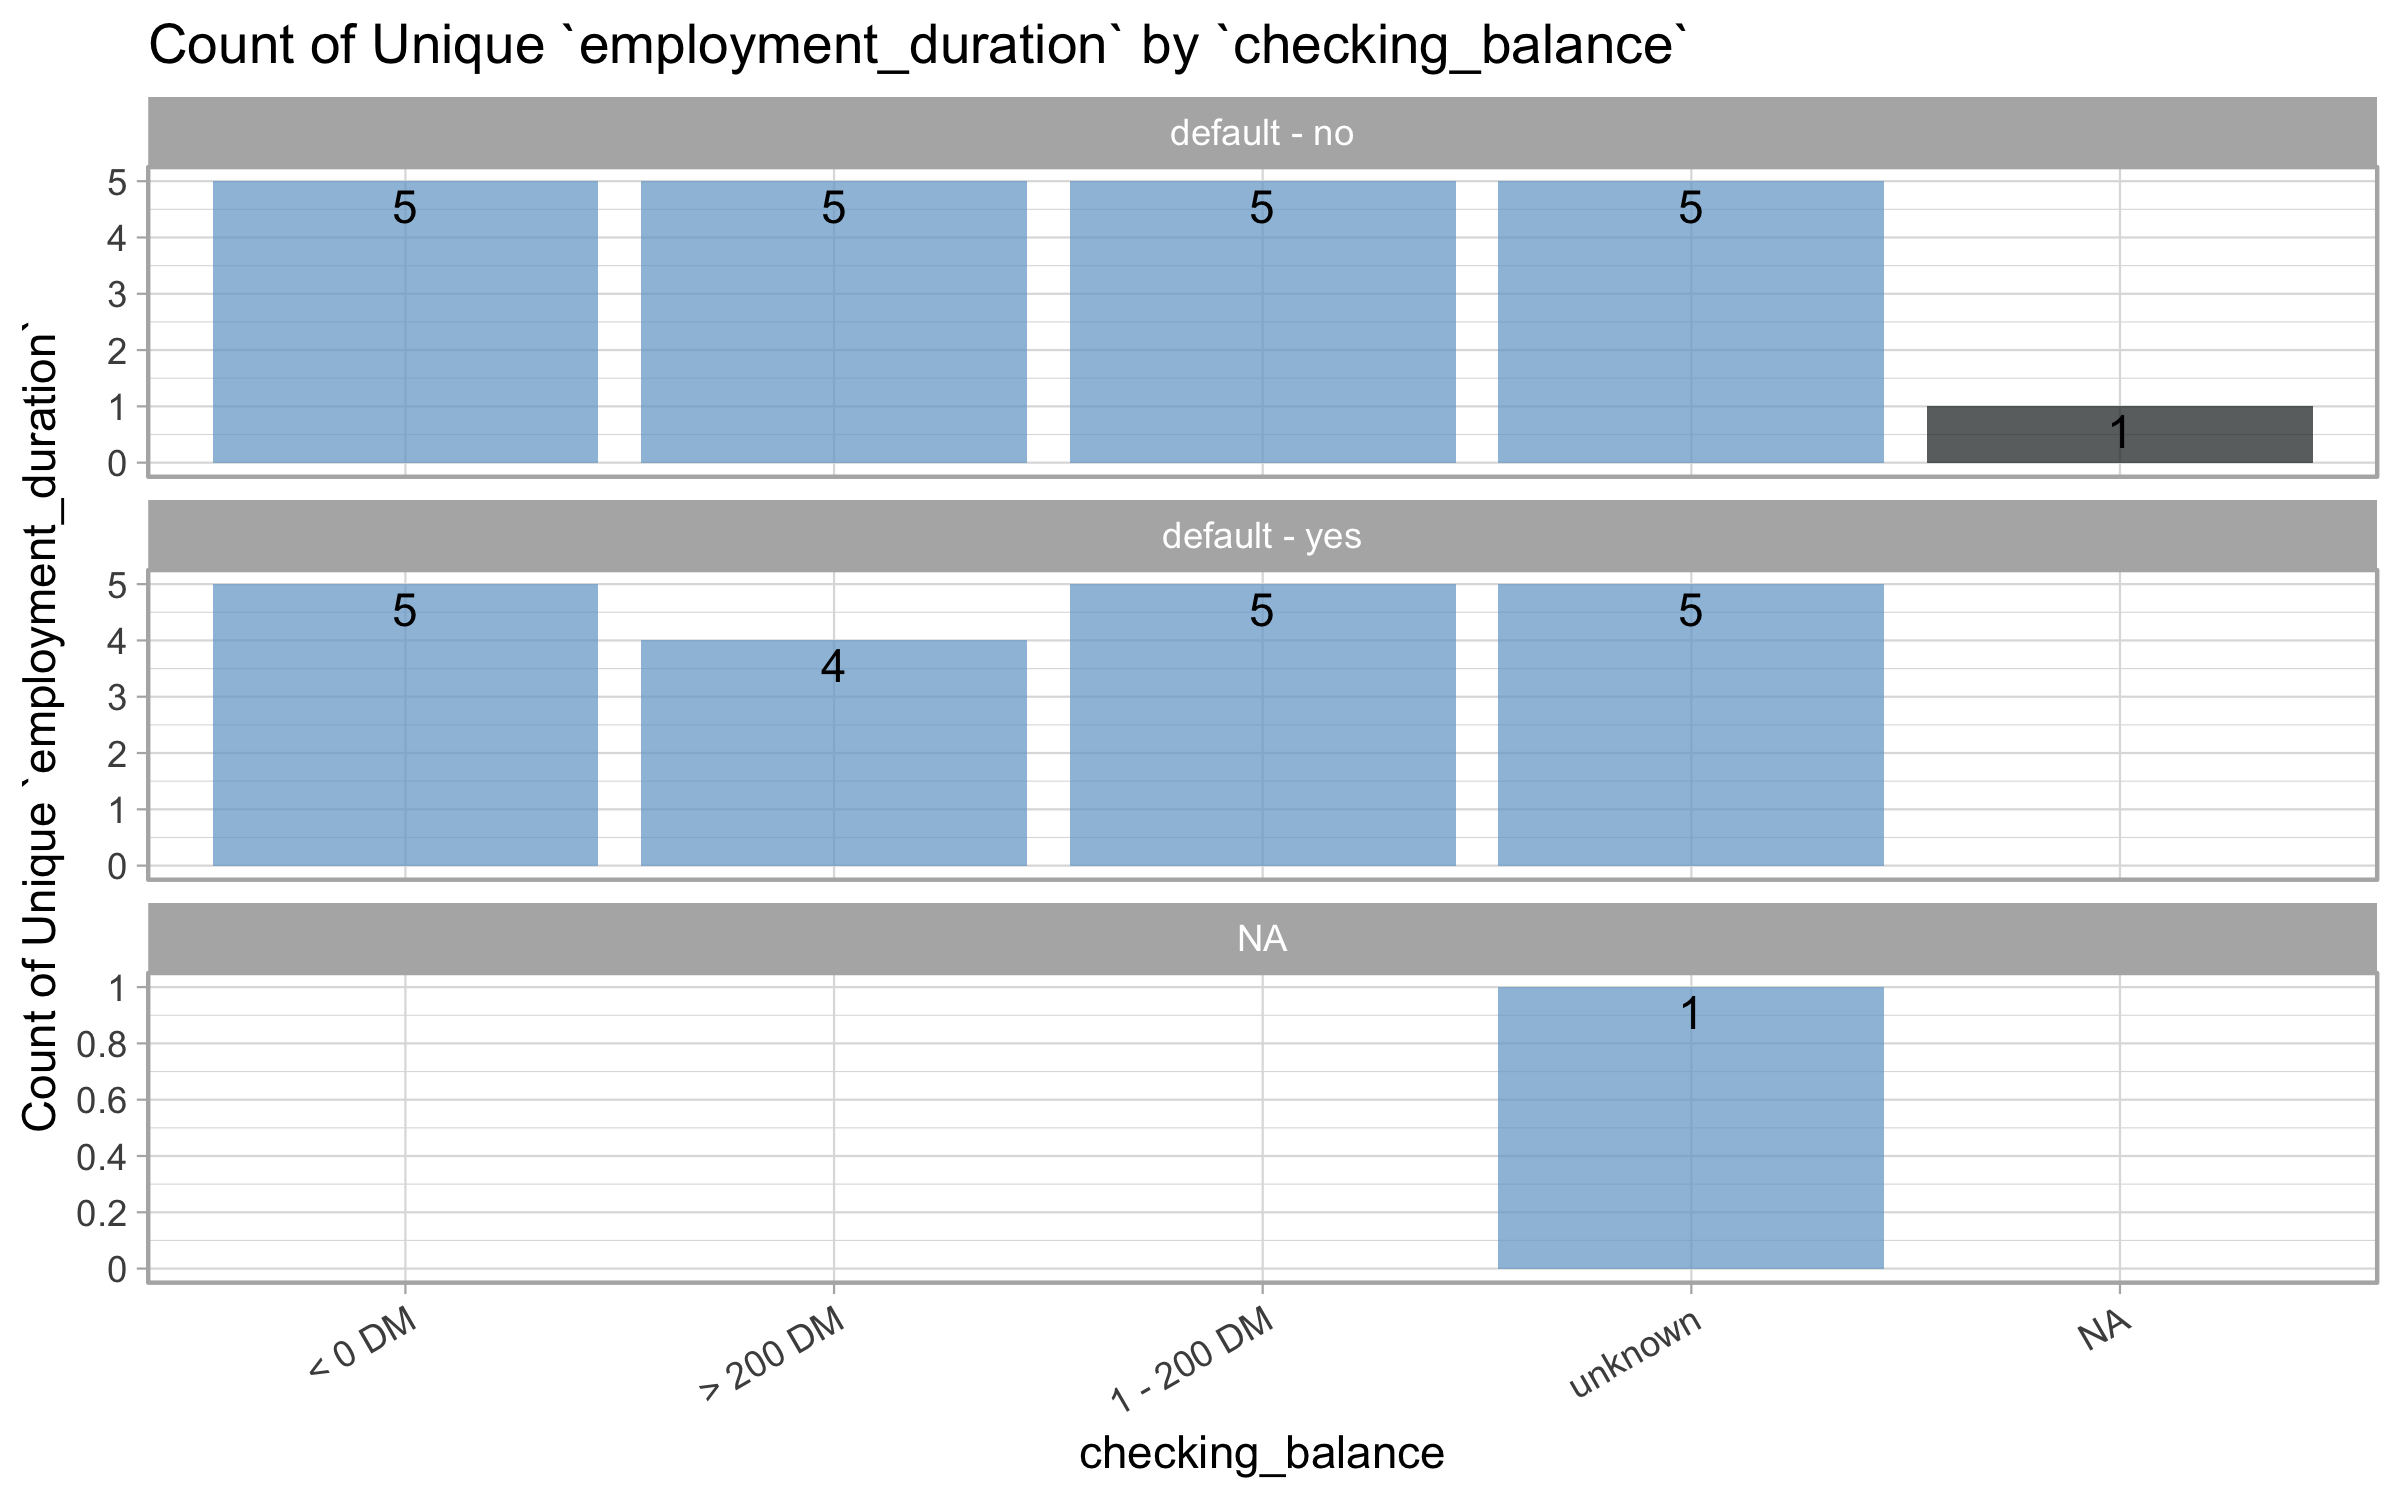 Count of Unique `employment_duration` by `checking_balance`
Count of Unique `employment_duration`
default - no
5
4
3
2
1
0
5
5
5
5
1
default - yes
5
4
3
2
1
0
5
4
5
5
NA
1
0.8
0.6
0.4
0.2
0
1
< 0 DM
> 200 DM
1 - 200 DM
unknown
NA
checking_balance